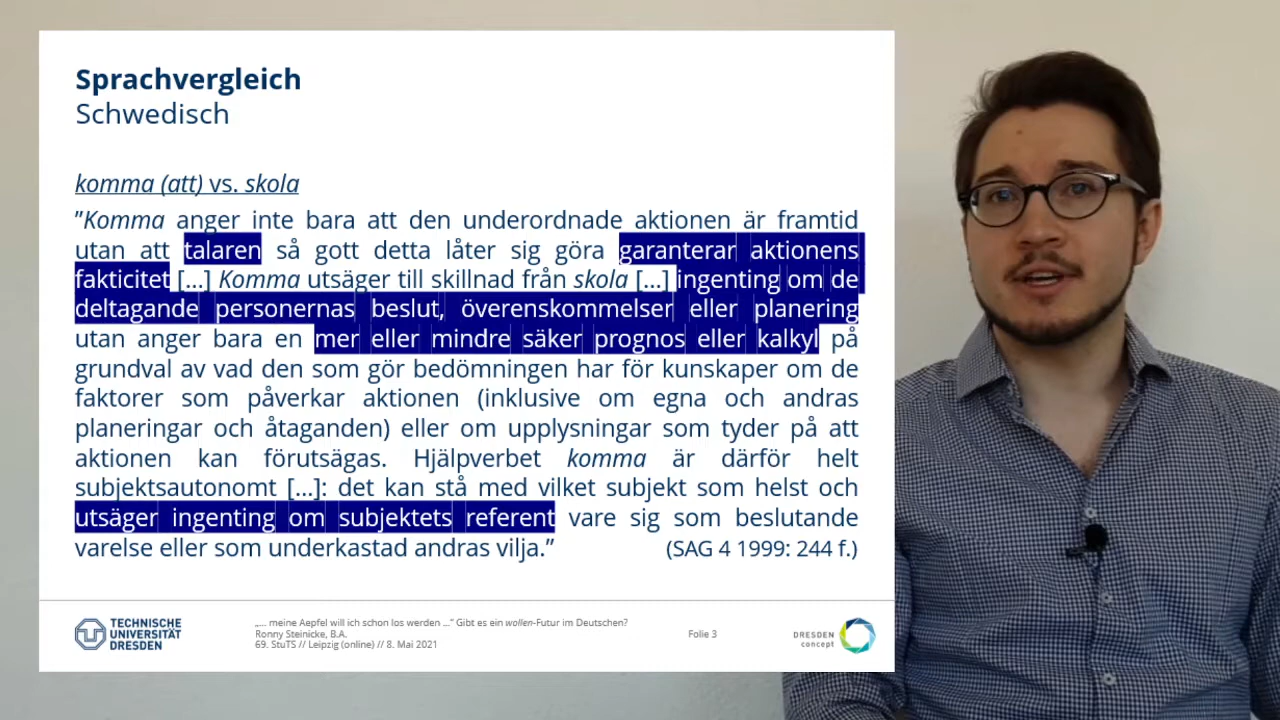 Sprachvergleich
Schwedisch
komma (att) vs. skola
”Komma anger inte bara att den underordnade aktionen är framtid
utan att talaren så gott detta låter sig göra garanterar aktionens
fakticitet [...] Komma utsäger till skillnad från skola [...] ingenting om de
deltagande personernas beslut, överenskommelser eller planering
utan anger bara en mer eller mindre säker prognos eller kalkyl på
grundval av vad den som gör bedömningen har för kunskaper om de
faktorer som påverkar aktionen (inklusive om egna och andras
planeringar och åtaganden) eller om upplysningar som tyder på att
aktionen kan förutsägas. Hjälpverbet komma är därför helt
subjektsautonomt [...]: det kan stå med vilket subjekt som helst och
utsäger ingenting om subjektets referent vare sig som beslutande
varelse eller som underkastad andras vilja.” (SAG 4 1999: 244 f.)
TECHNISCHE
UNIVERSITÄT
DRESDEN
„... meine Aepfel will ich schon los werden ...“ Gibt es ein wollen-Futur im Deutschen?
Ronny Steinicke, B.A.
69. StuTS // Leipzig (online) // 8. Mai 2021
Folie 3
DRESDEN
concept